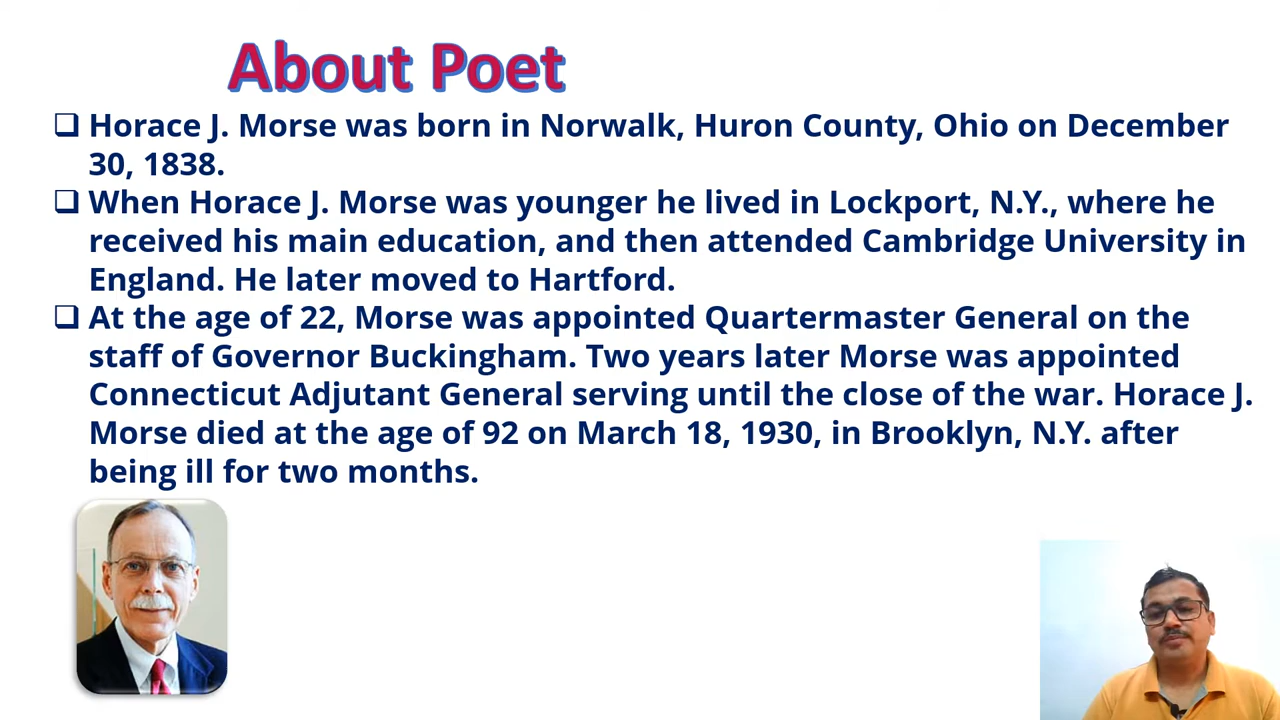 About Poet
Horace J. Morse was born in Norwalk, Huron County, Ohio on December
30, 1838.
When Horace J. Morse was younger he lived in Lockport, N.Y., where he
received his main education, and then attended Cambridge University in
England. He later moved to Hartford.
At the age of 22, Morse was appointed Quartermaster General on the
staff of Governor Buckingham. Two years later Morse was appointed
Connecticut Adjutant General serving until the close of the war. Horace J.
Morse died at the age of 92 on March 18, 1930, in Brooklyn, N.Y. after
being ill for two months.